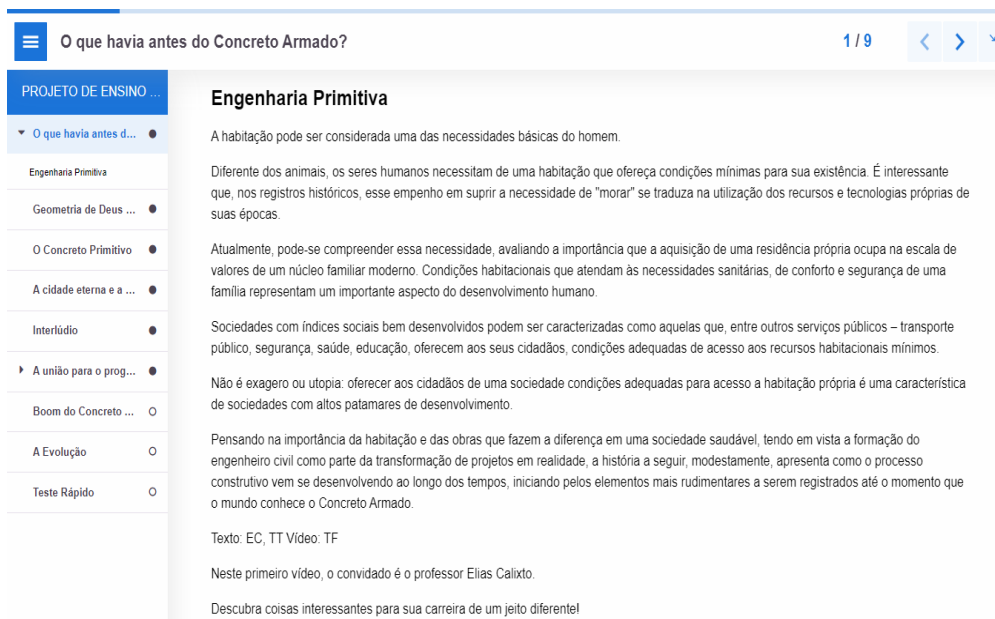 O que havia antes do Concreto Armado?
1 / 9
PROJETO DE ENSINO ...
O que havia antes d...
Engenharia Primitiva
Geometria de Deus ...
O Concreto Primitivo
A cidade eterna e a ...
Interlúdio
A união para o prog...
Boom do Concreto ...
A Evolução
Teste Rápido
Engenharia Primitiva
A habitação pode ser considerada uma das necessidades básicas do homem.
Diferente dos animais, os seres humanos necessitam de uma habitação que ofereça condições mínimas para sua existência. É interessante
que, nos registros históricos, esse empenho em suprir a necessidade de "morar" se traduza na utilização dos recursos e tecnologias próprias de
suas épocas.
Atualmente, pode-se compreender essa necessidade, avaliando a importância que a aquisição de uma residência própria ocupa na escala de
valores de um núcleo familiar moderno. Condições habitacionais que atendam às necessidades sanitárias, de conforto e segurança de uma
família representam um importante aspecto do desenvolvimento humano.
Sociedades com índices sociais bem desenvolvidos podem ser caracterizadas como aquelas que, entre outros serviços públicos – transporte
público, segurança, saúde, educação, oferecem aos seus cidadãos, condições adequadas de acesso aos recursos habitacionais mínimos.
Não é exagero ou utopia: oferecer aos cidadãos de uma sociedade condições adequadas para acesso a habitação própria é uma característica
de sociedades com altos patamares de desenvolvimento.
Pensando na importância da habitação e das obras que fazem a diferença em uma sociedade saudável, tendo em vista a formação do
engenheiro civil como parte da transformação de projetos em realidade, a história a seguir, modestamente, apresenta como o processo
construtivo vem se desenvolvendo ao longo dos tempos, iniciando pelos elementos mais rudimentares a serem registrados até o momento que
o mundo conhece o Concreto Armado.
Texto: EC, TT Vídeo: TF
Neste primeiro vídeo, o convidado é o professor Elias Calixto.
Descubra coisas interessantes para sua carreira de um jeito diferente!